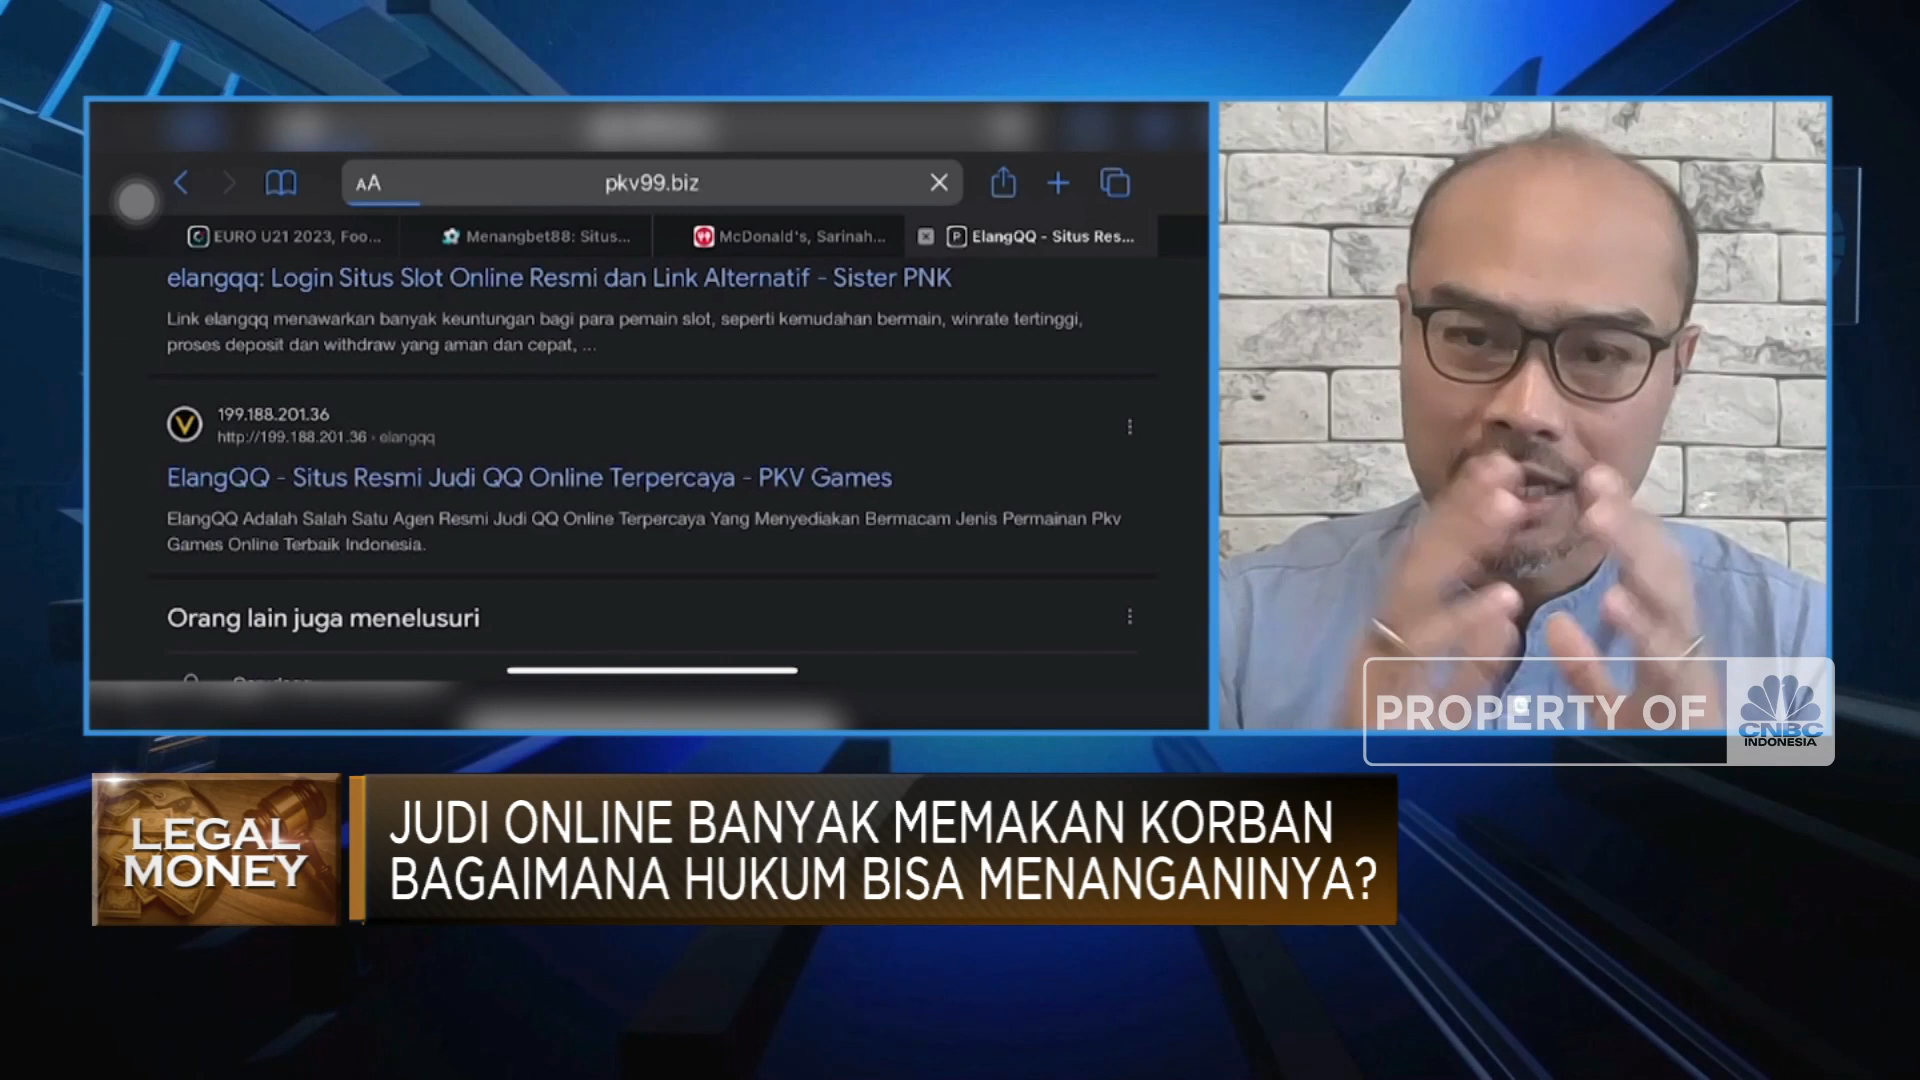 AA
pkv99.biz
EURO U21 2023, Foo...
Menangbet88: Situs...
McDonald's, Sarinah...
P ElangQQ - Situs Res...
elangqq: Login Situs Slot Online Resmi dan Link Alternatif - Sister PNK
Link elangqq menawarkan banyak keuntungan bagi para pemain slot, seperti kemudahan bermain, winrate tertinggi,
proses deposit dan withdraw yang aman dan cepat, ...
V
199.188.201.36
http://199.188.201.36 › elangqq
ElangQQ - Situs Resmi Judi QQ Online Terpercaya - PKV Games
ElangQQ Adalah Salah Satu Agen Resmi Judi QQ Online Terpercaya Yang Menyediakan Bermacam Jenis Permainan Pkv
Games Online Terbaik Indonesia.
Orang lain juga menelusuri
PROPERTY OF
CNBC
INDONESIA
LEGAL
MONEY
JUDI ONLINE BANYAK MEMAKAN KORBAN
BAGAIMANA HUKUM BISA MENANGANINYA?